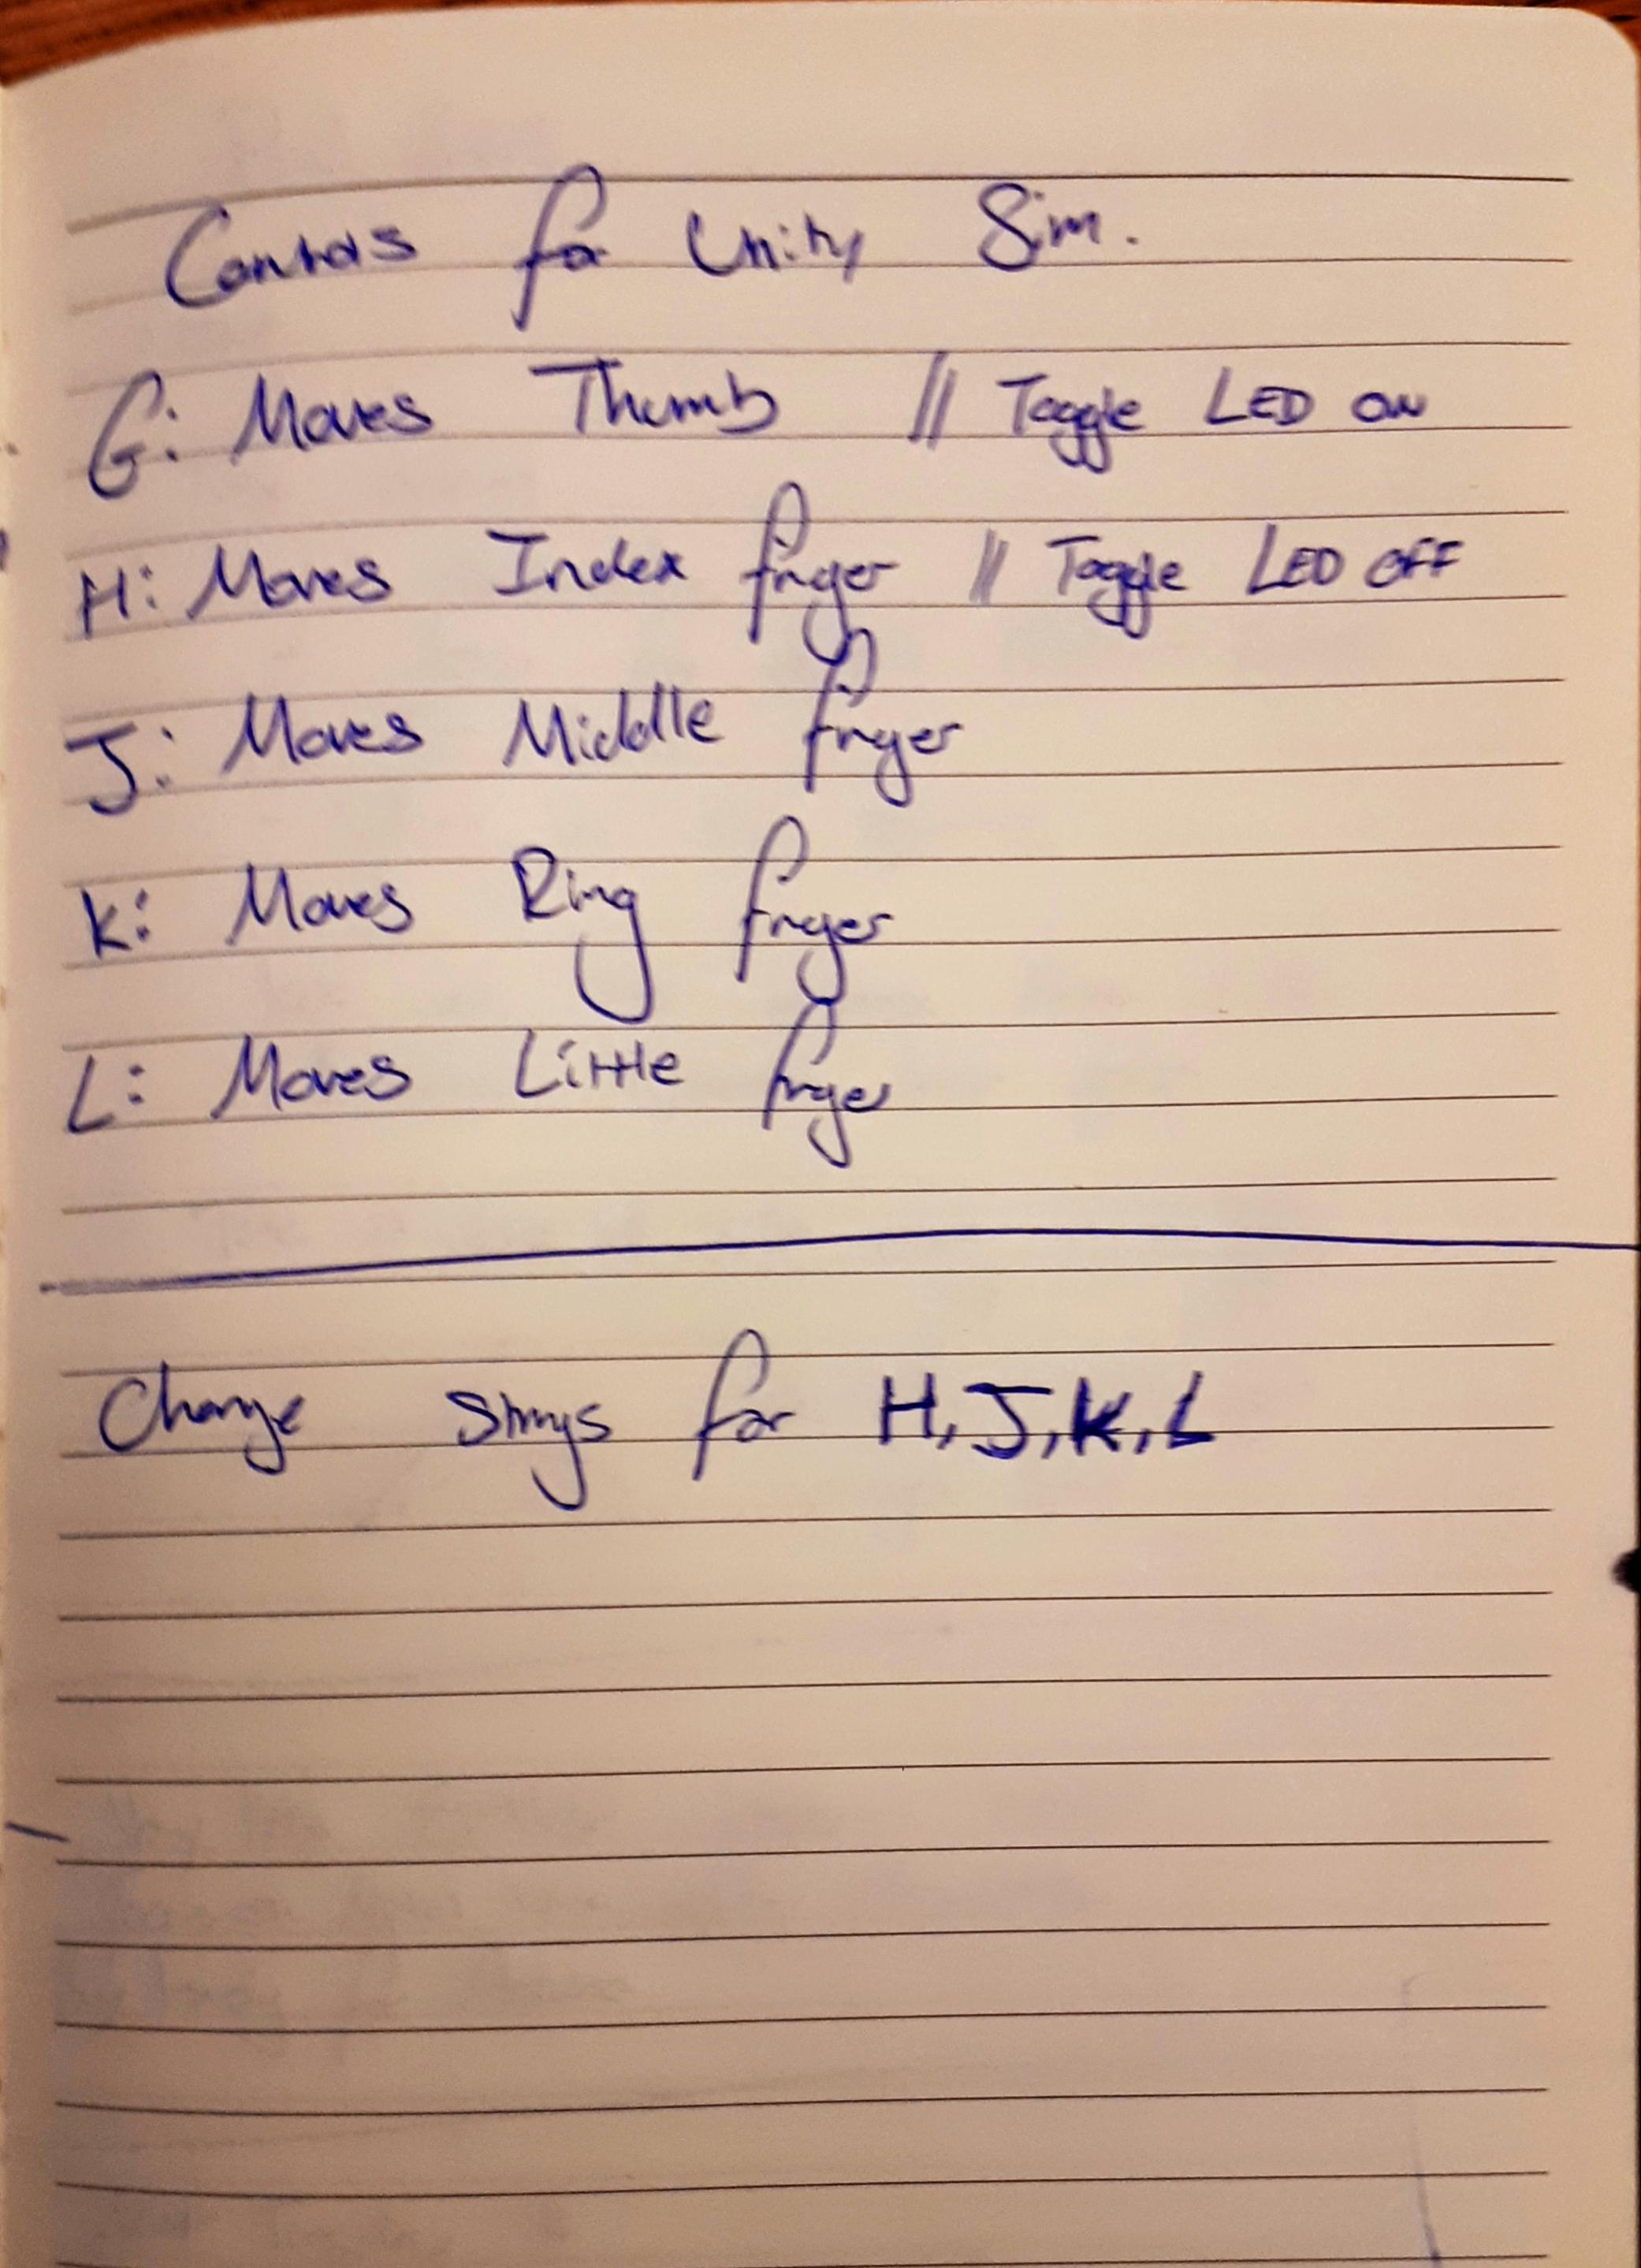 Controls for Unity Sim.
G: Moves Thumb // Toggle LED ON
H: Moves Index finger // Toggle LED OFF
J: Moves Middle finger
K: Moves Ring finger
L: Moves Little finger
Change strings for H, J, K, L